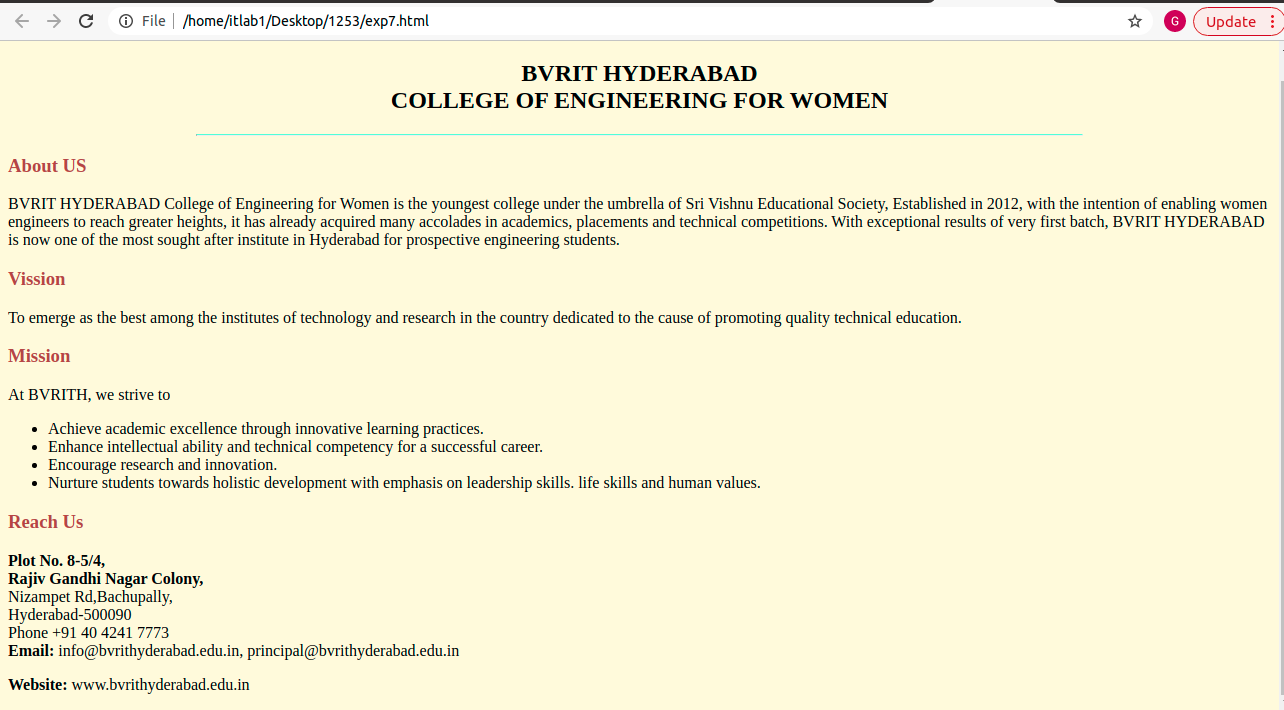 File
/home/itlab1/Desktop/1253/exp7.html
G
Update
BVRIT HYDERABAD
COLLEGE OF ENGINEERING FOR WOMEN
About US
BVRIT HYDERABAD College of Engineering for Women is the youngest college under the umbrella of Sri Vishnu Educational Society, Established in 2012, with the intention of enabling women
engineers to reach greater heights, it has already acquired many accolades in academics, placements and technical competitions. With exceptional results of very first batch, BVRIT HYDERABAD
is now one of the most sought after institute in Hyderabad for prospective engineering students.
Vission
To emerge as the best among the institutes of technology and research in the country dedicated to the cause of promoting quality technical education.
Mission
At BVRITH, we strive to
• Achieve academic excellence through innovative learning practices.
• Enhance intellectual ability and technical competency for a successful career.
• Encourage research and innovation.
• Nurture students towards holistic development with emphasis on leadership skills. life skills and human values.
Reach Us
Plot No. 8-5/4,
Rajiv Gandhi Nagar Colony,
Nizampet Rd,Bachupally,
Hyderabad-500090
Phone +91 40 4241 7773
Email: info@bvrithyderabad.edu.in, principal@bvrithyderabad.edu.in
Website: www.bvrithyderabad.edu.in